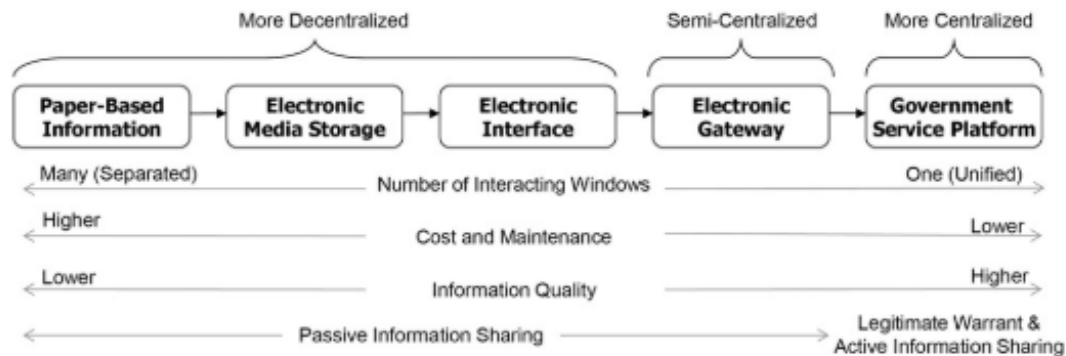 More Decentralized
Semi-Centralized
More Centralized
Paper-Based
Information
Electronic
Media Storage
Electronic
Interface
Electronic
Gateway
Government
Service Platform
Many (Separated)
Number of Interacting Windows
One (Unified)
Higher
Cost and Maintenance
Lower
Lower
Information Quality
Higher
Passive Information Sharing
Legitimate Warrant &
Active Information Sharing